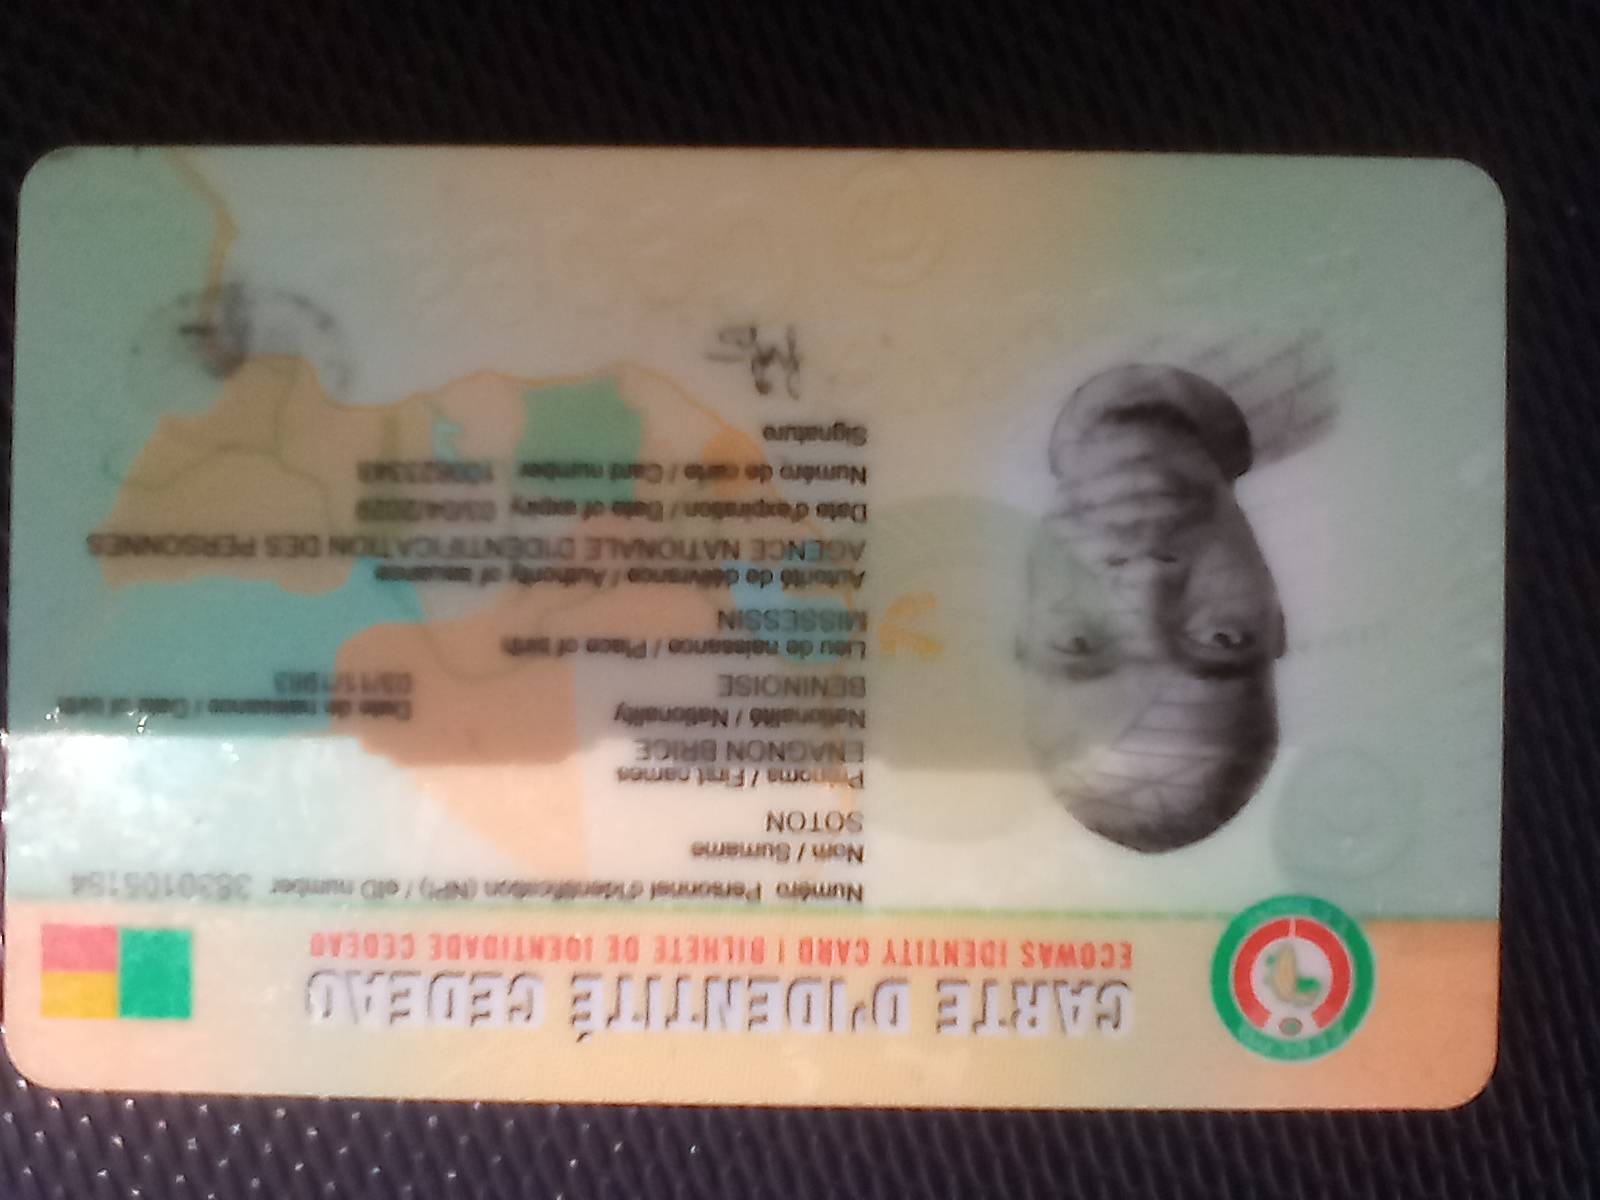 CARTE D'IDENTITÉ CEDEAO
ECOWAS IDENTITY CARD | BILHETE DE IDENTIDADE CEDEAO
Numéro Personnel d'identification (NPI) / eID number
Nom / Surname
SOTON
Prénoms / First names
ENAGNON BRICE
Nationalité / Nationality Date de naissance / Date of birth
BENINOISE 03/11/1983
Lieu de naissance / Place of birth
MISSESSIN
Autorité de délivrance / Authority of issuance
AGENCE NATIONALE D'IDENTIFICATION DES PERSONNES
Date d'expiration / Date of expiry 03/04/2029
Numéro de carte / Card number
Signature